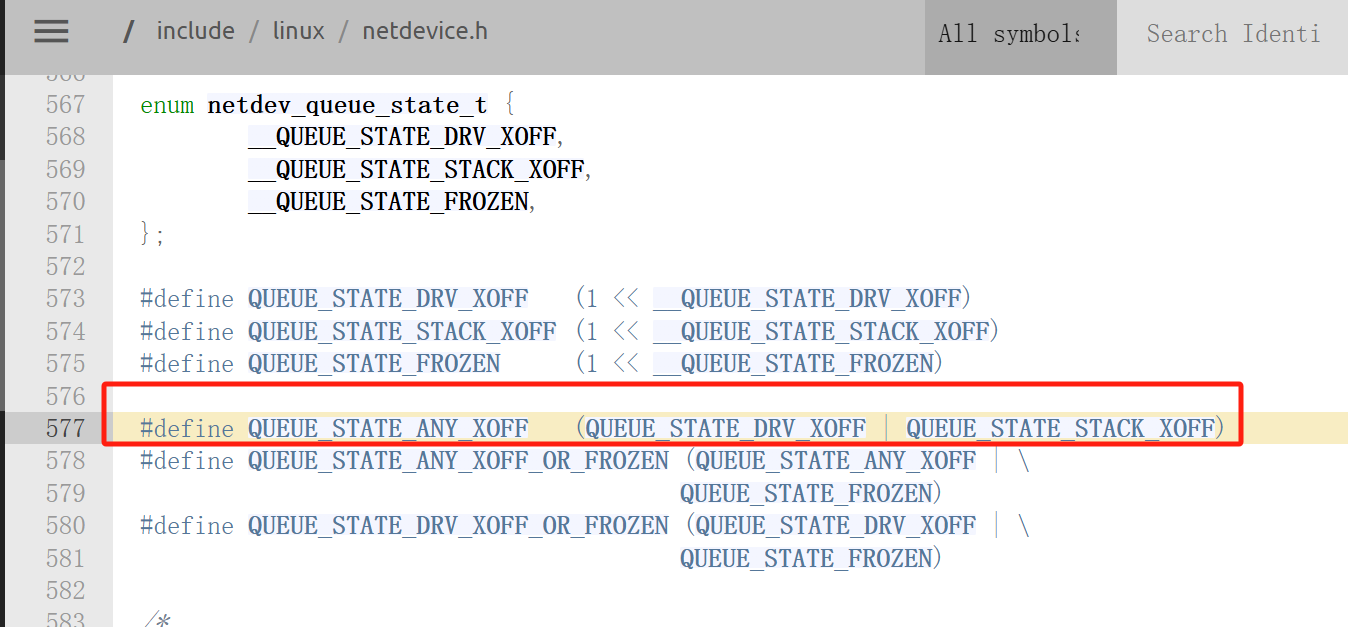 / include / linux / netdevice.h All symbols Search Identi
566
567 enum netdev_queue_state_t {
568 __QUEUE_STATE_DRV_XOFF,
569 __QUEUE_STATE_STACK_XOFF,
570 __QUEUE_STATE_FROZEN,
571 };
572
573 #define QUEUE_STATE_DRV_XOFF (1 << __QUEUE_STATE_DRV_XOFF)
574 #define QUEUE_STATE_STACK_XOFF (1 << __QUEUE_STATE_STACK_XOFF)
575 #define QUEUE_STATE_FROZEN (1 << __QUEUE_STATE_FROZEN)
576
577 #define QUEUE_STATE_ANY_XOFF (QUEUE_STATE_DRV_XOFF | QUEUE_STATE_STACK_XOFF)
578 #define QUEUE_STATE_ANY_XOFF_OR_FROZEN (QUEUE_STATE_ANY_XOFF | \
579 QUEUE_STATE_FROZEN)
580 #define QUEUE_STATE_DRV_XOFF_OR_FROZEN (QUEUE_STATE_DRV_XOFF | \
581 QUEUE_STATE_FROZEN)
582
583 /*